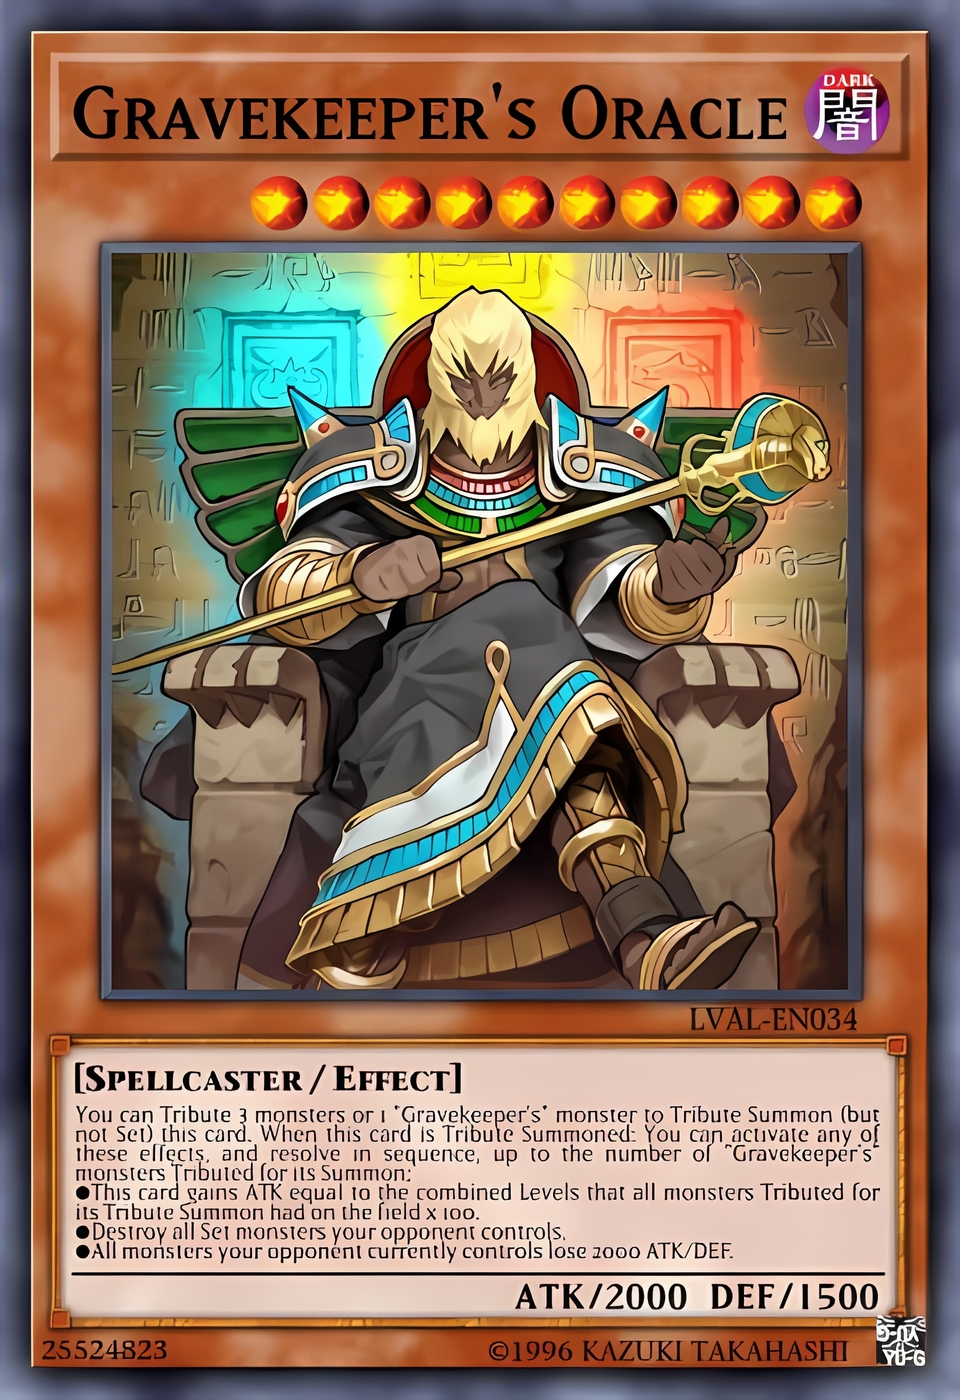 GRAVEKEEPER'S ORACLE
DARK
闇
LVAL-EN034
[SPELLCASTER / EFFECT]
You can Tribute 3 monsters or 1 "Gravekeeper's" monster to Tribute Summon (but
not Set) this card. When this card is Tribute Summoned: You can activate any of
these effects, and resolve in sequence, up to the number of "Gravekeeper's"
monsters Tributed for its Summon;
●This card gains ATK equal to the combined Levels that all monsters Tributed for
its Tribute Summon had on the field x 100.
●Destroy all Set monsters your opponent controls.
●All monsters your opponent currently controls lose 2000 ATK/DEF.
ATK/2000 DEF/1500
25524823
©1996 KAZUKI TAKAHASHI